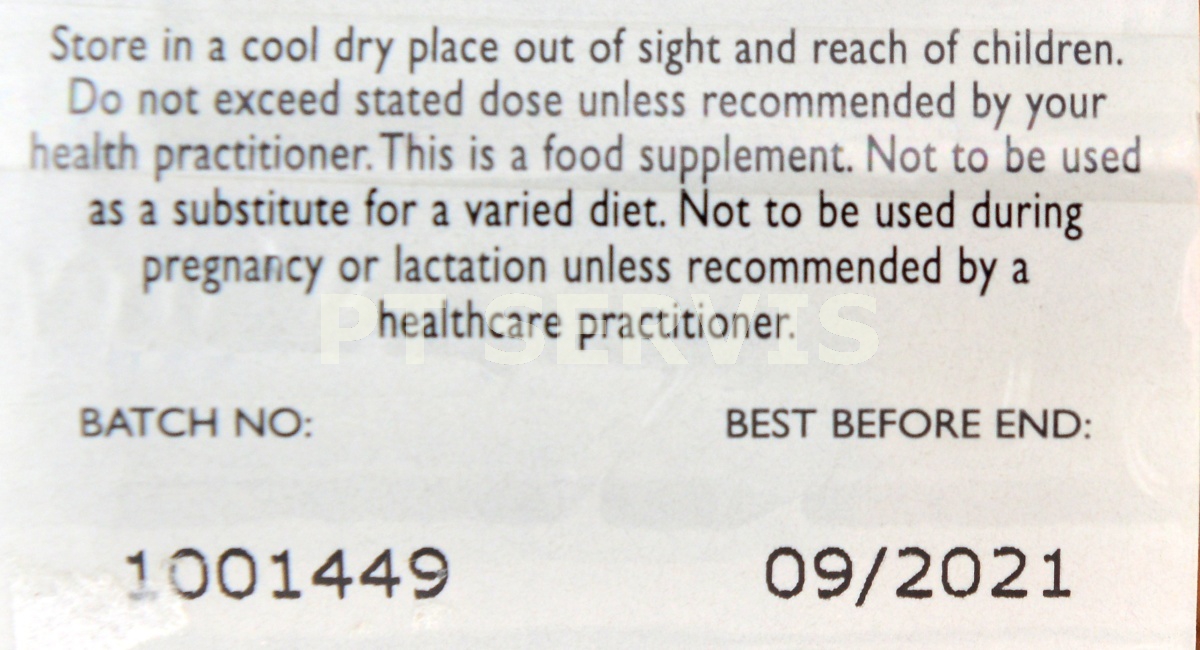 Store in a cool dry place out of sight and reach of children.
Do not exceed stated dose unless recommended by your
health practitioner. This is a food supplement. Not to be used
as a substitute for a varied diet. Not to be used during
pregnancy or lactation unless recommended by a
healthcare practitioner.
PT SERVIS
BATCH NO: BEST BEFORE END:
1001449 09/2021